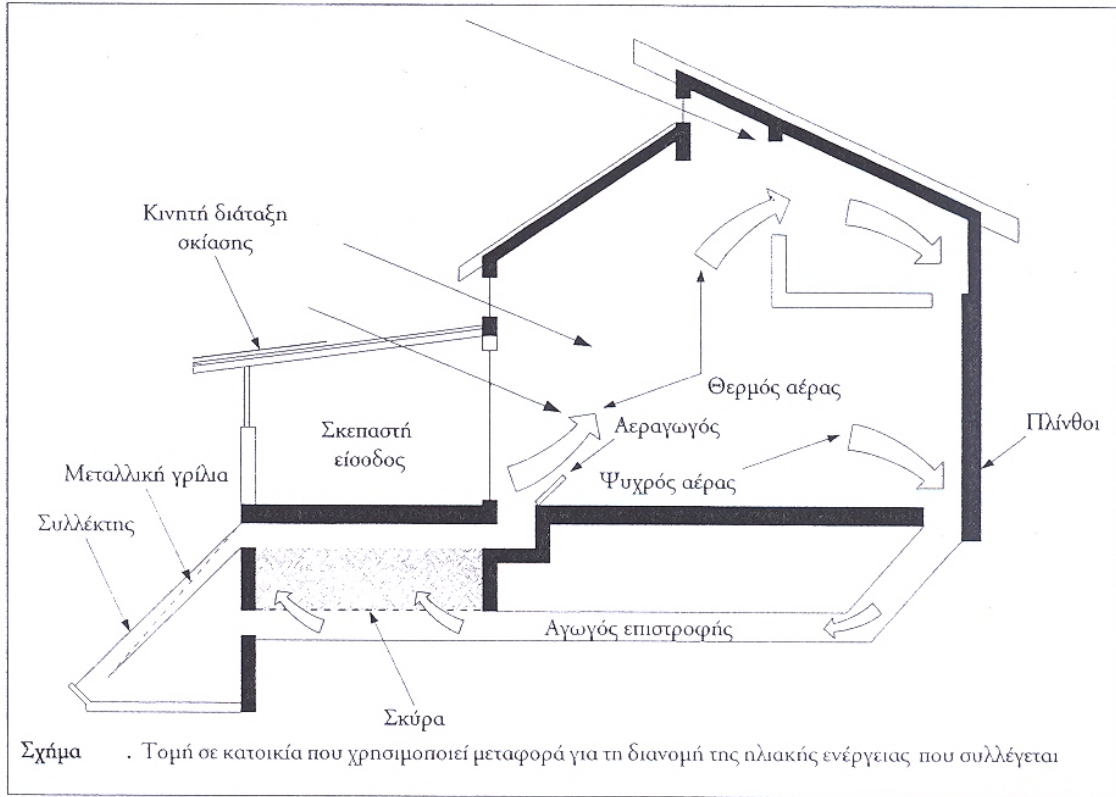 Κινητή διάταξη
σκίασης
Θερμός αέρας
Πλίνθοι
Σκεπαστή
είσοδος
Αεραγωγός
Μεταλλική γρίλια
Ψυχρός αέρας
Συλλέκτης
Αγωγός επιστροφής
Σκύρα
Σχήμα . Τομή σε κατοικία που χρησιμοποιεί μεταφορά για τη διανομή της ηλιακής ενέργειας που συλλέγεται